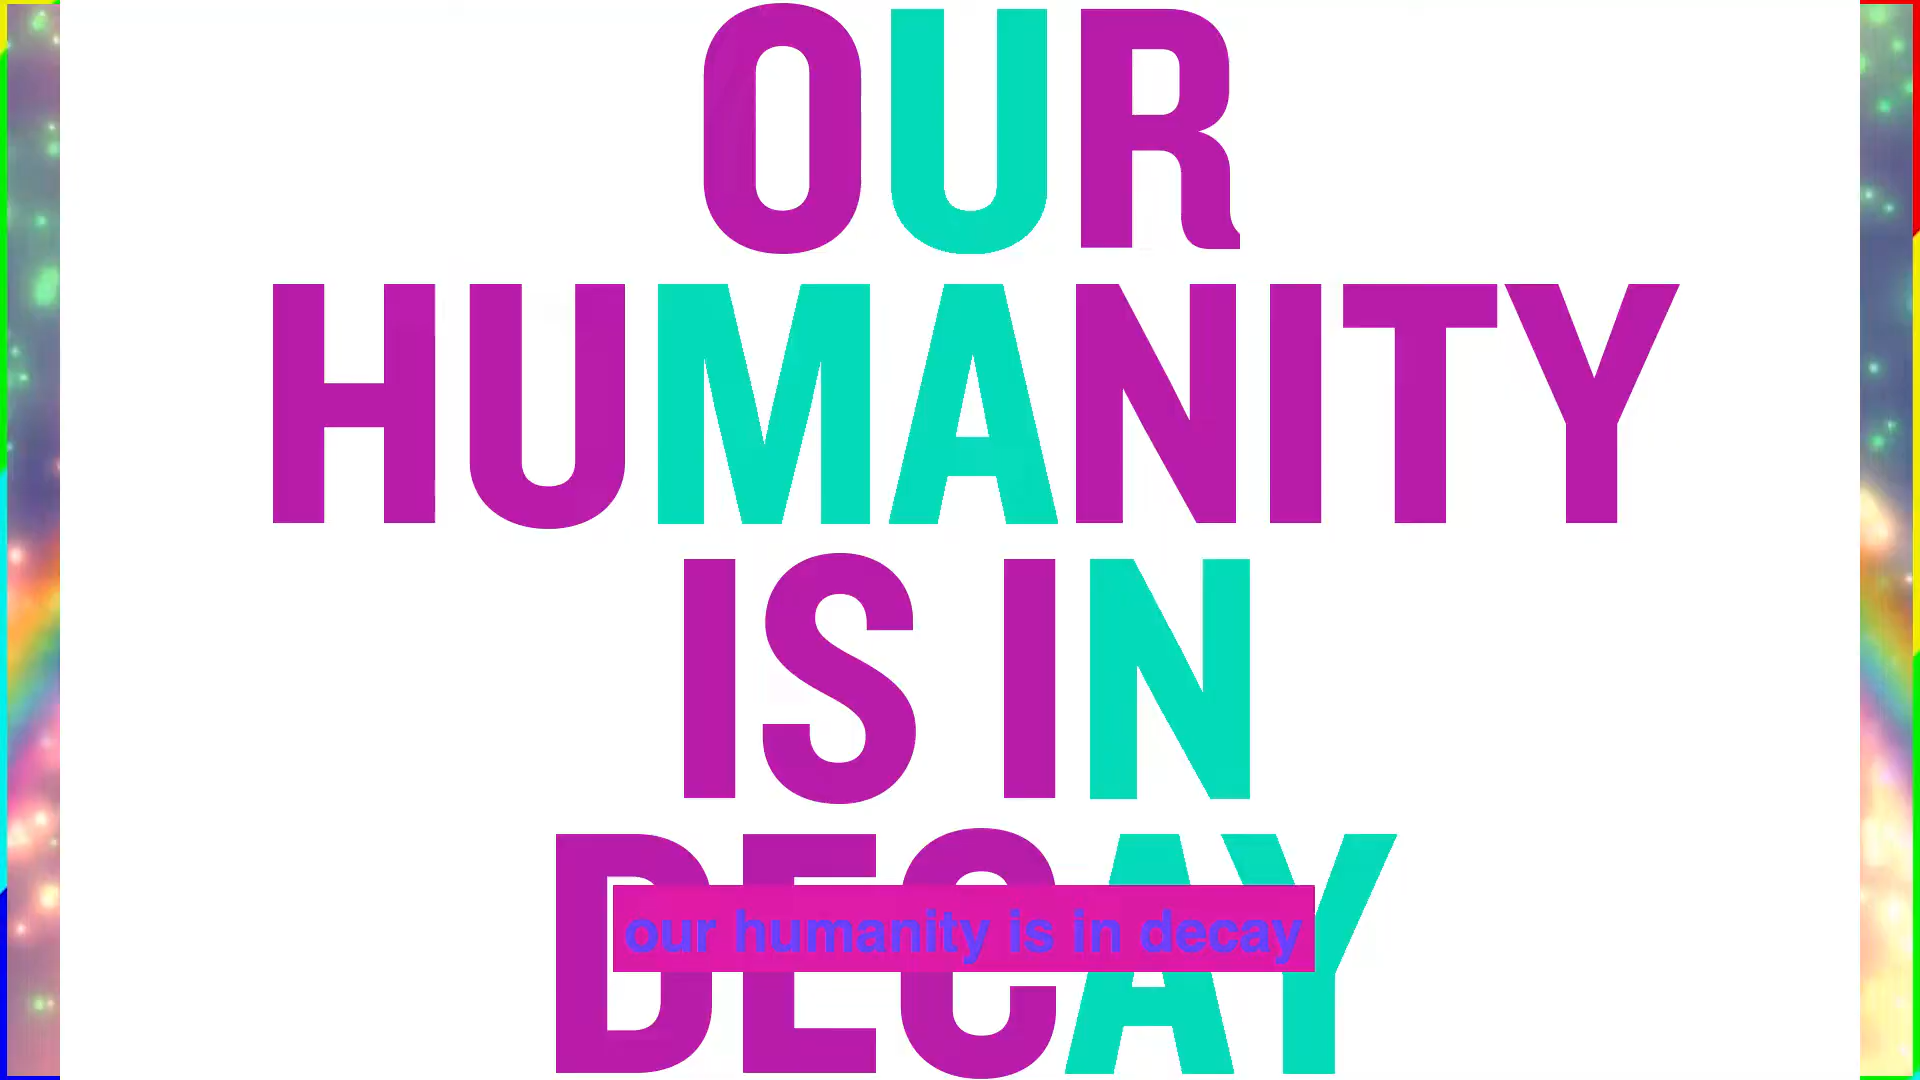 OUR
HUMANITY
IS IN
DECAY
our humanity is in decay